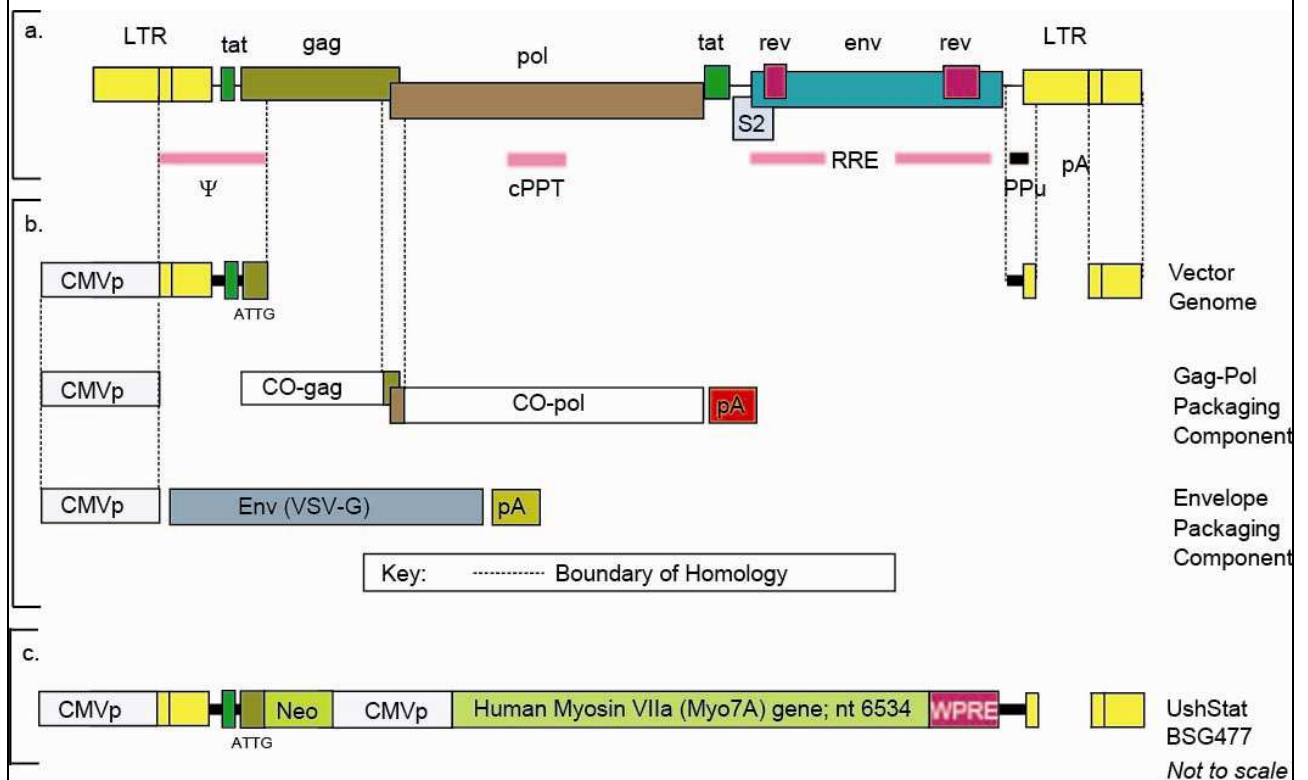 a.
LTR tat gag pol tat rev env rev LTR
S2
Ψ cPPT RRE PPu pA
b.
CMVp ATTG Vector
Genome
CMVp CO-gag CO-pol pA Gag-Pol
Packaging
Component
CMVp Env (VSV-G) pA Envelope
Packaging
Component
Key: ---------- Boundary of Homology
c.
CMVp Neo CMVp Human Myosin VIIa (Myo7A) gene; nt 6534 WPRE UshStat
ATTG BSG477
Not to scale